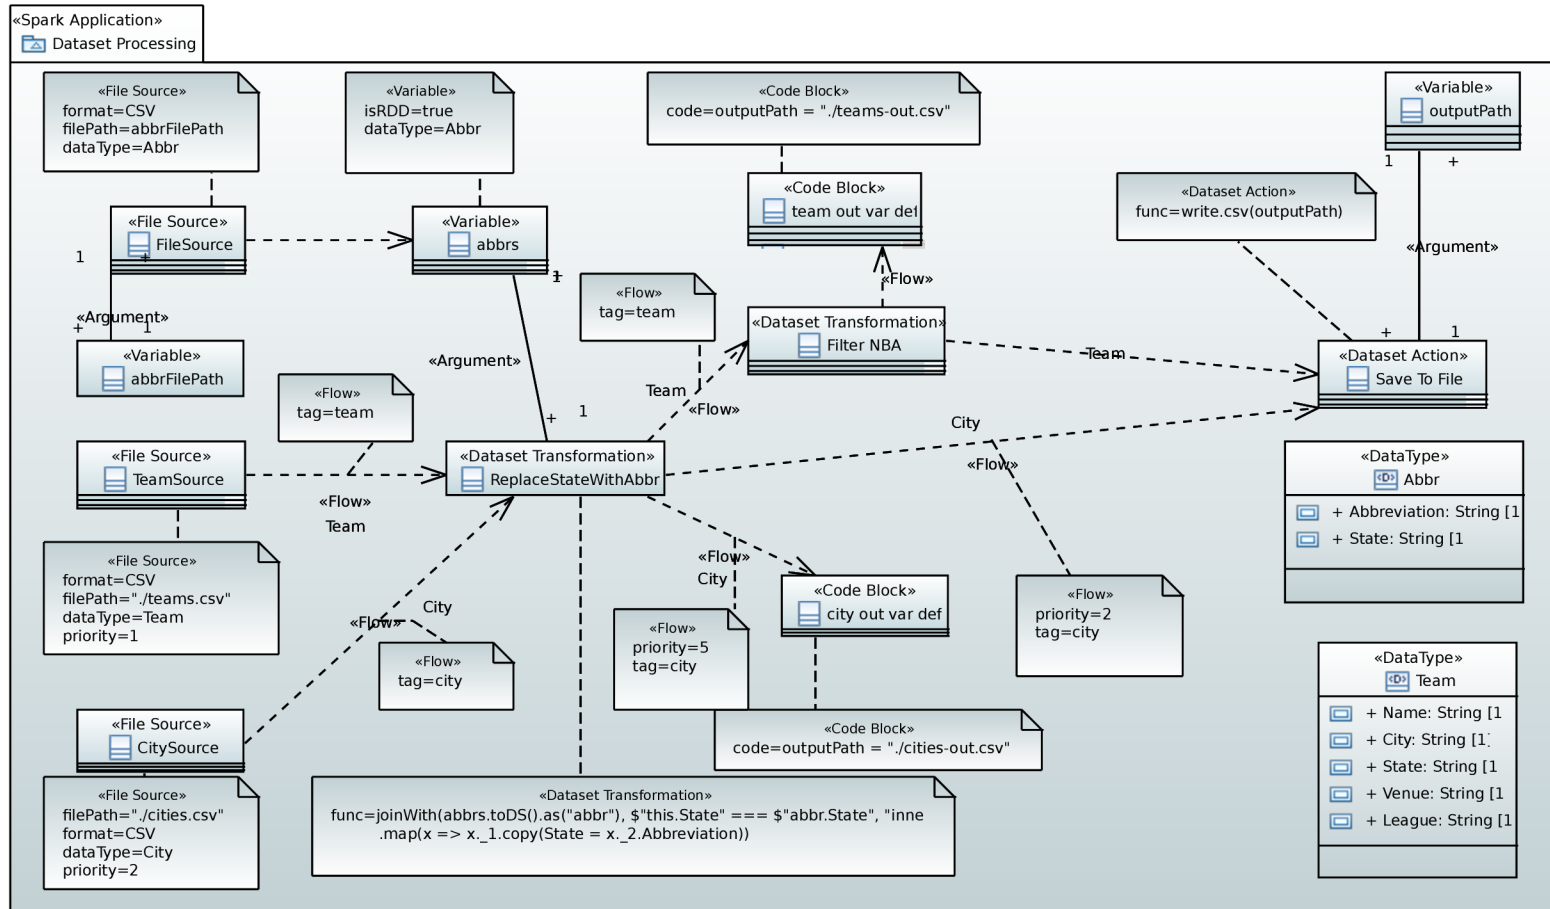 «Spark Application»
Dataset Processing
«File Source»
format=CSV
filePath=abbrFilePath
dataType=Abbr
«Variable»
isRDD=true
dataType=Abbr
«Code Block»
code=outputPath = "./teams-out.csv"
«Variable»
outputPath
1
+
«Code Block»
team out var def
«Dataset Action»
func=write.csv(outputPath)
«File Source»
FileSource
«Variable»
abbrs
«Argument»
1
+
1
+
«Flow»
«Flow»
tag=team
«Argument»
+
1
«Dataset Transformation»
Filter NBA
+
1
«Variable»
abbrFilePath
«Argument»
Team
«Dataset Action»
Save To File
«Flow»
tag=team
Team
«Flow»
+
1
City
«File Source»
TeamSource
«Dataset Transformation»
ReplaceStateWithAbbr
«Flow»
«DataType»
Abbr
+ Abbreviation: String [1
+ State: String [1
«Flow»
Team
«File Source»
format=CSV
filePath="./teams.csv"
dataType=Team
priority=1
«Flow»
City
«Code Block»
city out var def
«Flow»
priority=2
tag=city
City
«Flow»
«Flow»
priority=5
tag=city
«Flow»
tag=city
«DataType»
Team
+ Name: String [1
+ City: String [1]
+ State: String [1
+ Venue: String [1
+ League: String [1
«File Source»
CitySource
«Code Block»
code=outputPath = "./cities-out.csv"
«File Source»
filePath="./cities.csv"
format=CSV
dataType=City
priority=2
«Dataset Transformation»
func=joinWith(abbrs.toDS().as("abbr"), $"this.State" === $"abbr.State", "inne
.map(x => x._1.copy(State = x._2.Abbreviation))